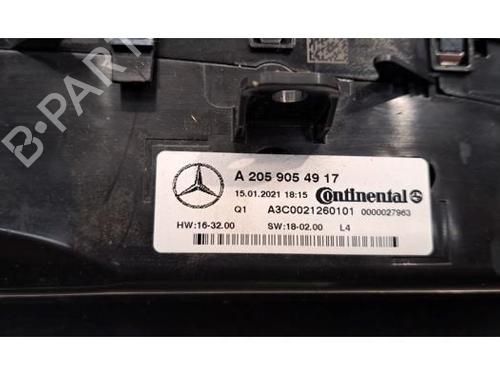 B-PARTS
A 205 905 49 17
15.01.2021 18:15 Continental
Q1 A3C0021260101 0000027963
HW:16-32.00 SW:18-02.00 L4